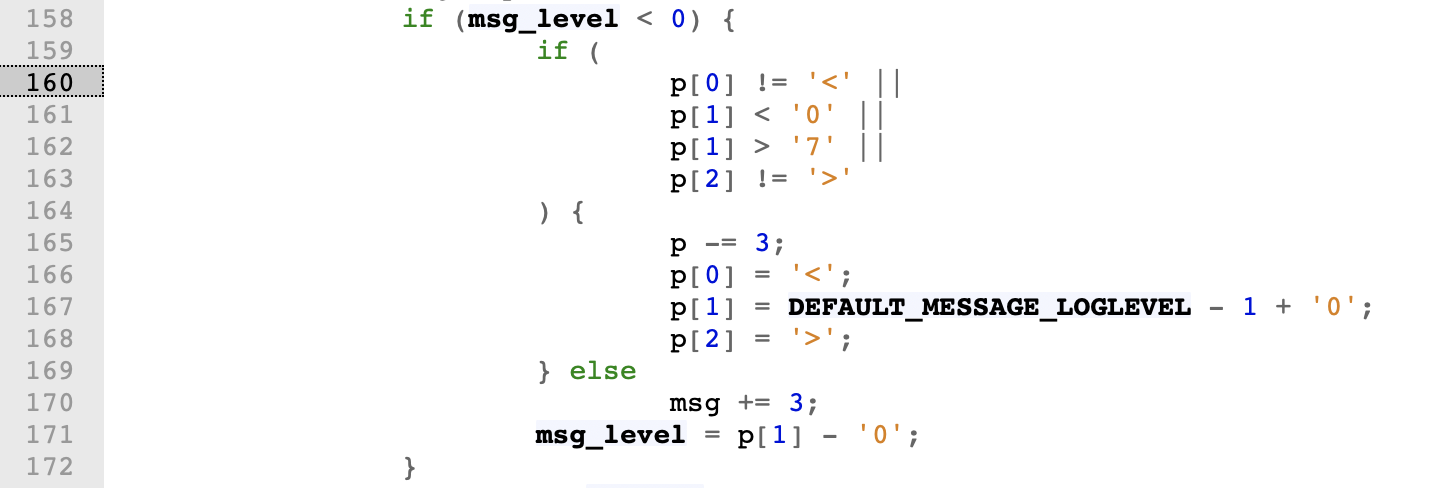 158 if (msg_level < 0) {
159 if (
160 p[0] != '<' ||
161 p[1] < '0' ||
162 p[1] > '7' ||
163 p[2] != '>'
164 ) {
165 p -= 3;
166 p[0] = '<';
167 p[1] = DEFAULT_MESSAGE_LOGLEVEL - 1 + '0';
168 p[2] = '>';
169 } else
170 msg += 3;
171 msg_level = p[1] - '0';
172 }